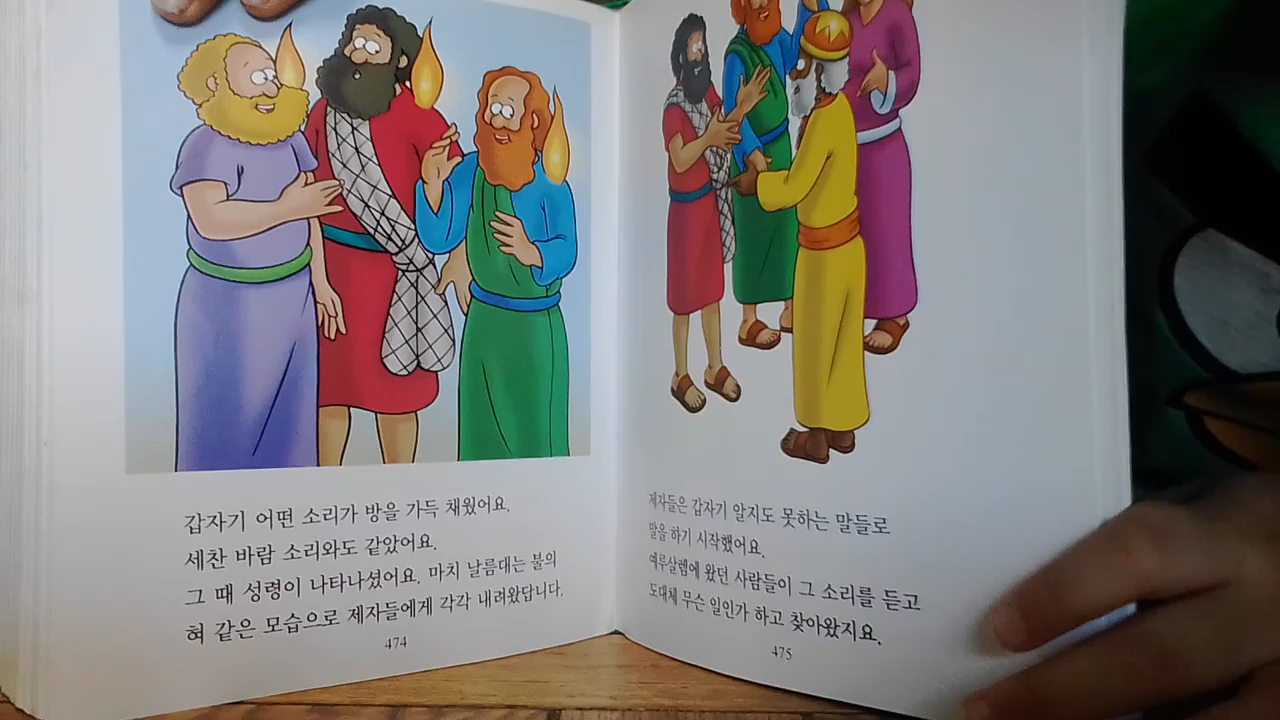 갑자기 어떤 소리가 방을 가득 채웠어요.
세찬 바람 소리와도 같았어요.
그 때 성령이 나타나셨어요. 마치 날름대는 불의
혀 같은 모습으로 제자들에게 각각 내려왔답니다.
474
제자들은 갑자기 알지도 못하는 말들로
말을 하기 시작했어요.
예루살렘에 왔던 사람들이 그 소리를 듣고
도대체 무슨 일인가 하고 찾아왔지요.
475